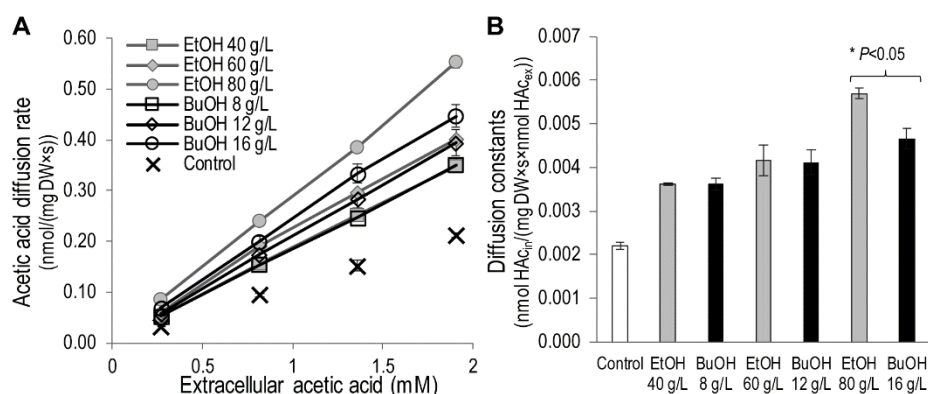 A
Acetic acid diffusion rate
(nmol/(mg DW×s)
0.60
0.50
0.40
0.30
0.20
0.10
0.00
EtOH 40 g/L
EtOH 60 g/L
EtOH 80 g/L
BuOH 8 g/L
BuOH 12 g/L
BuOH 16 g/L
Control
0 0.5 1 1.5 2
Extracellular acetic acid (mM)
B
Diffusion constants
(nmol HAc_in/(mg DW×s×nmol HAc_ex))
0.007
0.006
0.005
0.004
0.003
0.002
0.001
0.000
* P<0.05
Control EtOH BuOH EtOH BuOH EtOH BuOH
40 g/L 8 g/L 60 g/L 12 g/L 80 g/L 16 g/L